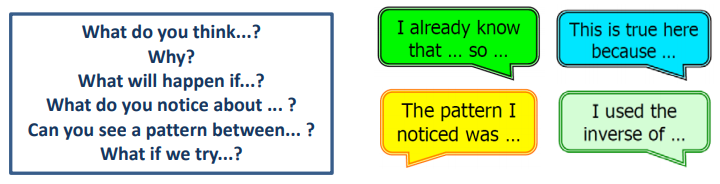 What do you think...?
Why?
What will happen if...?
What do you notice about ... ?
Can you see a pattern between... ?
What if we try...?
I already know
that ... so ...
This is true here
because ...
The pattern I
noticed was ...
I used the
inverse of ...